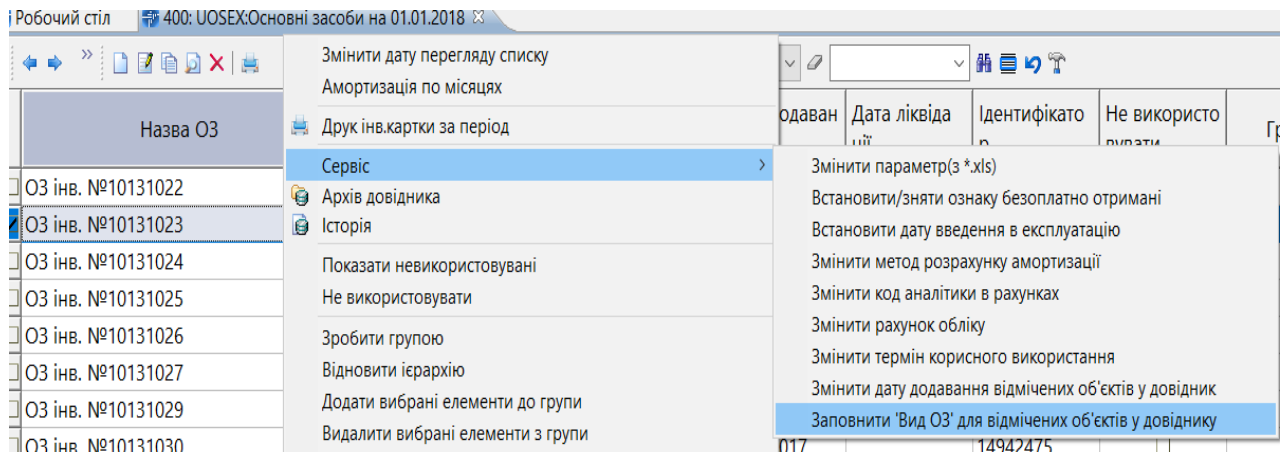 Робочий стіл
400: UOSEX:Основні засоби на 01.01.2018
Назва ОЗ
ОЗ інв. №10131022
ОЗ інв. №10131023
ОЗ інв. №10131024
ОЗ інв. №10131025
ОЗ інв. №10131026
ОЗ інв. №10131027
ОЗ інв. №10131029
ОЗ інв. №10131030
Змінити дату перегляду списку
Амортизація по місяцях
Друк інв.картки за період
Сервіс
Архів довідника
Історія
Показати невикористовувані
Не використовувати
Зробити групою
Відновити ієрархію
Додати вибрані елементи до групи
Видалити вибрані елементи з групи
одаван
Дата ліквіда
ції
Ідентифікато
р
Не використо
вувати
Гр
Змінити параметр(з *.xls)
Встановити/зняти ознаку безоплатно отримані
Встановити дату введення в експлуатацію
Змінити метод розрахунку амортизації
Змінити код аналітики в рахунках
Змінити рахунок обліку
Змінити термін корисного використання
Змінити дату додавання відмічених об'єктів у довідник
Заповнити 'Вид ОЗ' для відмічених об'єктів у довіднику
017
14942475